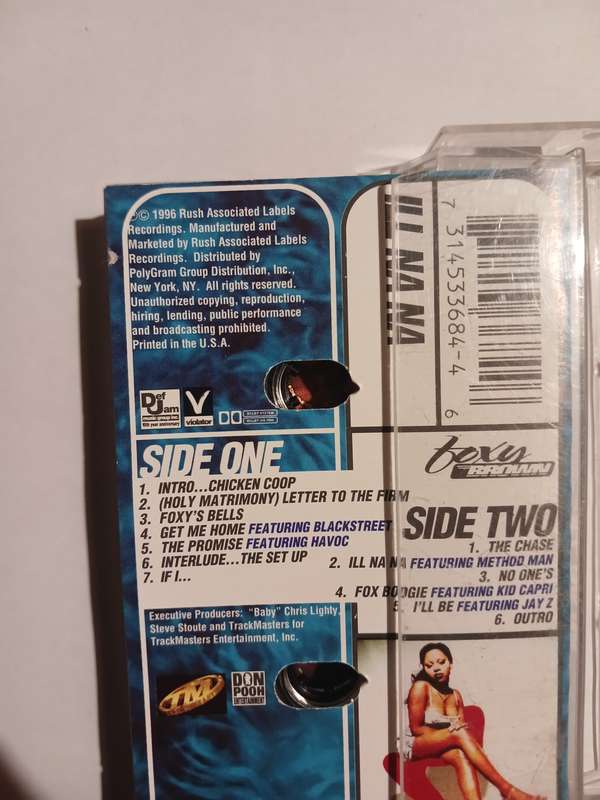 ℗© 1996 Rush Associated Labels
Recordings. Manufactured and
Marketed by Rush Associated Labels
Recordings. Distributed by
PolyGram Group Distribution, Inc.,
New York, NY. All rights reserved.
Unauthorized copying, reproduction,
hiring, lending, public performance
and broadcasting prohibited.
Printed in the U.S.A.
Def
Jam
music group inc.
V
violator
ILL NA NA
7 314533684-4 6
SIDE ONE
1. INTRO...CHICKEN COOP
2. (HOLY MATRIMONY) LETTER TO THE FIRM
3. FOXY'S BELLS
4. GET ME HOME FEATURING BLACKSTREET
5. THE PROMISE FEATURING HAVOC
6. INTERLUDE...THE SET UP
7. IF I...
foxy
BROWN
SIDE TWO
1. THE CHASE
2. ILL NA NA FEATURING METHOD MAN
3. NO ONE'S
4. FOX BOOGIE FEATURING KID CAPRI
5. I'LL BE FEATURING JAY Z
6. OUTRO
Executive Producers: "Baby" Chris Lighty,
Steve Stoute and TrackMasters for
TrackMasters Entertainment, Inc.
TM
DON
POOH
ENTERTAINMENT